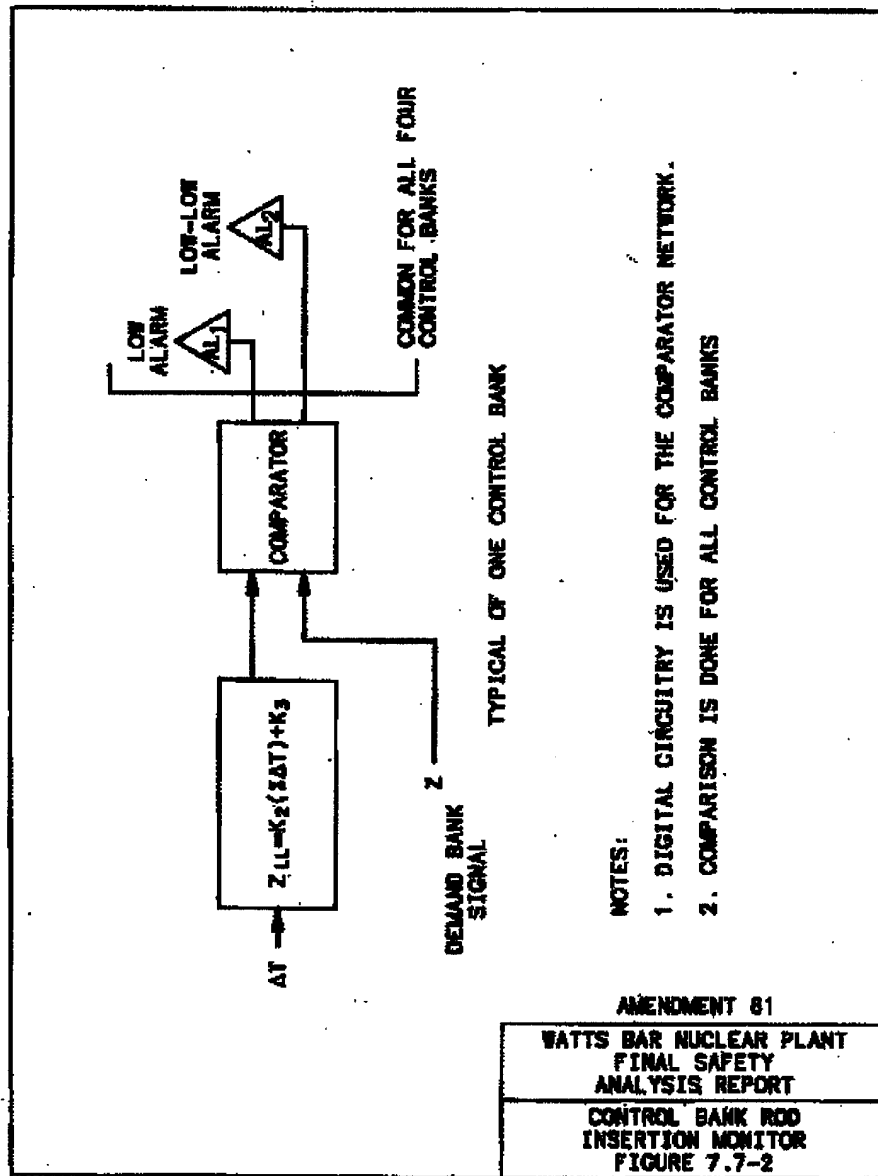 LOW
ALARM
AL1
LOW-LOW
ALARM
AL2
COMMON FOR ALL FOUR
CONTROL BANKS
ΔT
Z_LL=K2(%ΔT)+K3
COMPARATOR
DEMAND BANK
SIGNAL
Z
TYPICAL OF ONE CONTROL BANK
NOTES:
1. DIGITAL CIRCUITRY IS USED FOR THE COMPARATOR NETWORK.
2. COMPARISON IS DONE FOR ALL CONTROL BANKS
AMENDMENT 81
WATTS BAR NUCLEAR PLANT
FINAL SAFETY
ANALYSIS REPORT
CONTROL BANK ROD
INSERTION MONITOR
FIGURE 7.7-2